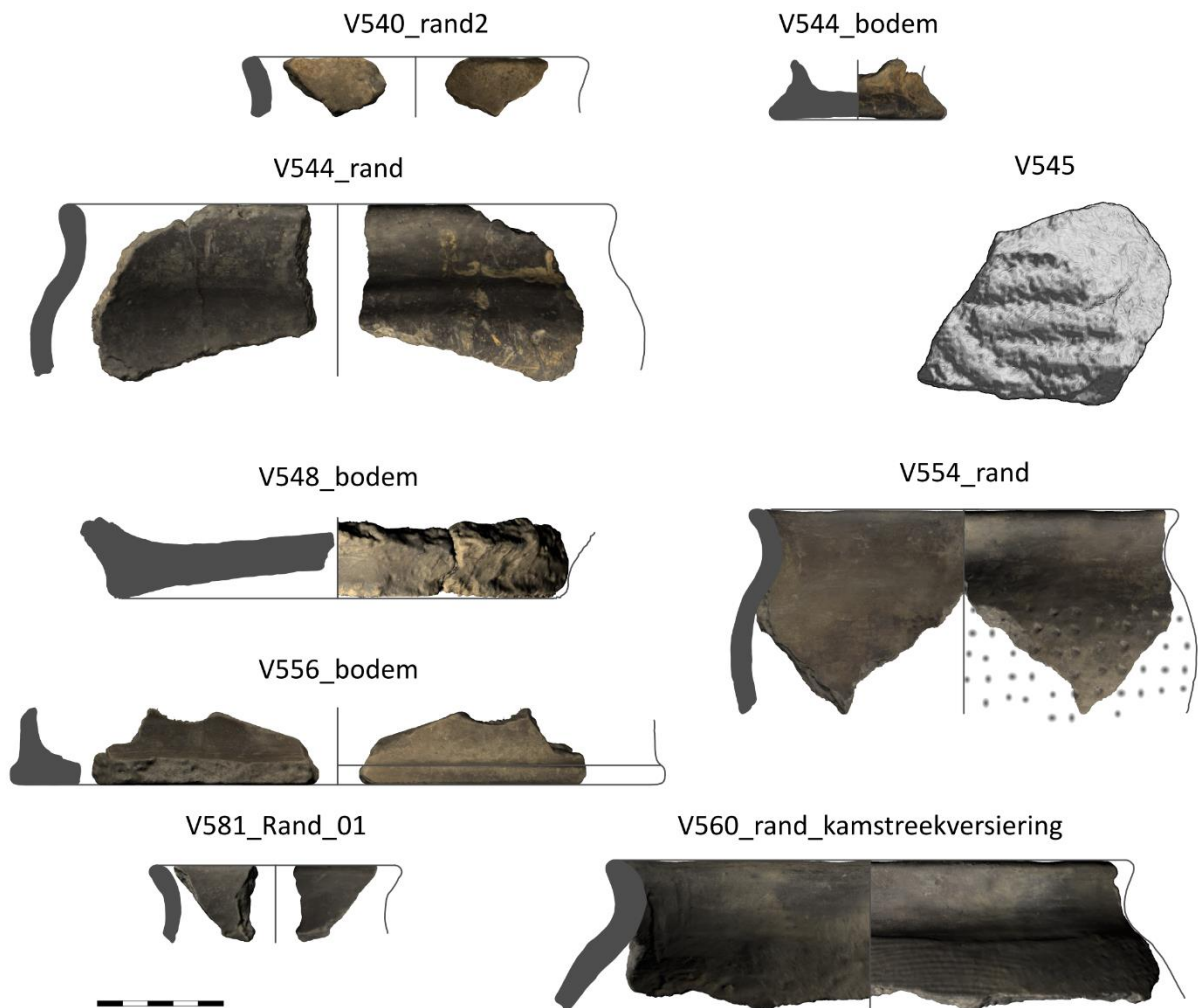 V540_rand2
V544_bodem
V544_rand
V545
V548_bodem
V554_rand
V556_bodem
V581_Rand_01
V560_rand_kamstreekversiering